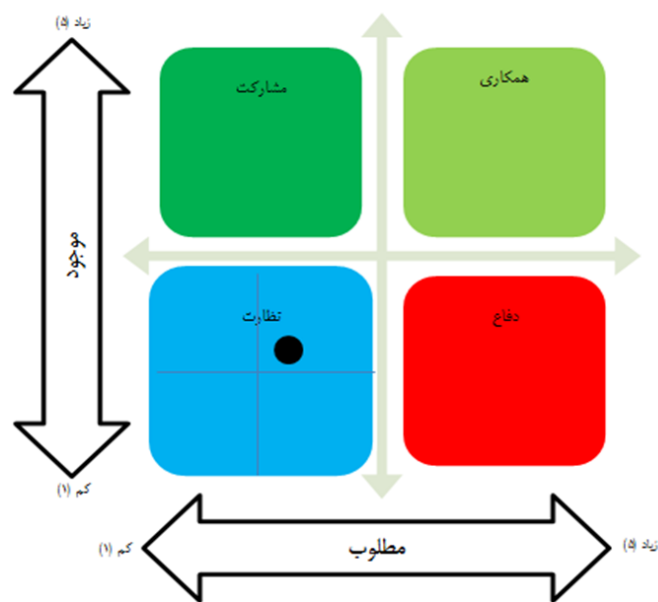 زیاد (۵)
مشارکت
همکاری
موجود
تظارت
دفاع
کم (۱)
کم (۱)
مطلوب
زیاد (۵)